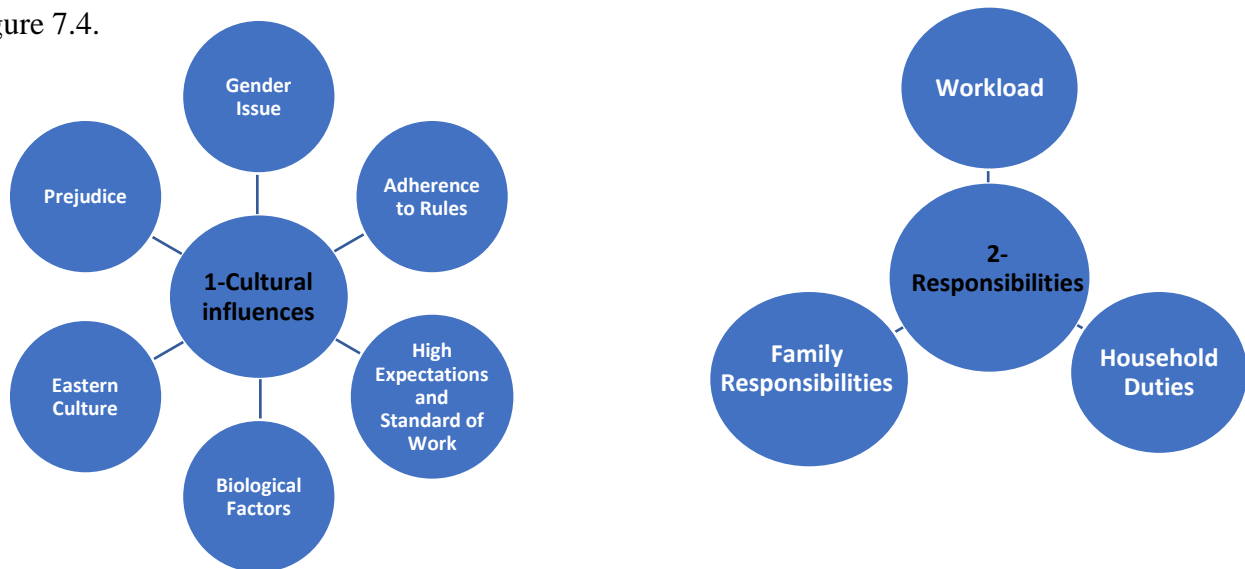 gure 7.4.
Gender
Issue
Prejudice
Adherence
to Rules
1-Cultural
influences
Eastern
Culture
High
Expectations
and
Standard of
Work
Biological
Factors
Workload
2-
Responsibilities
Family
Responsibilities
Household
Duties